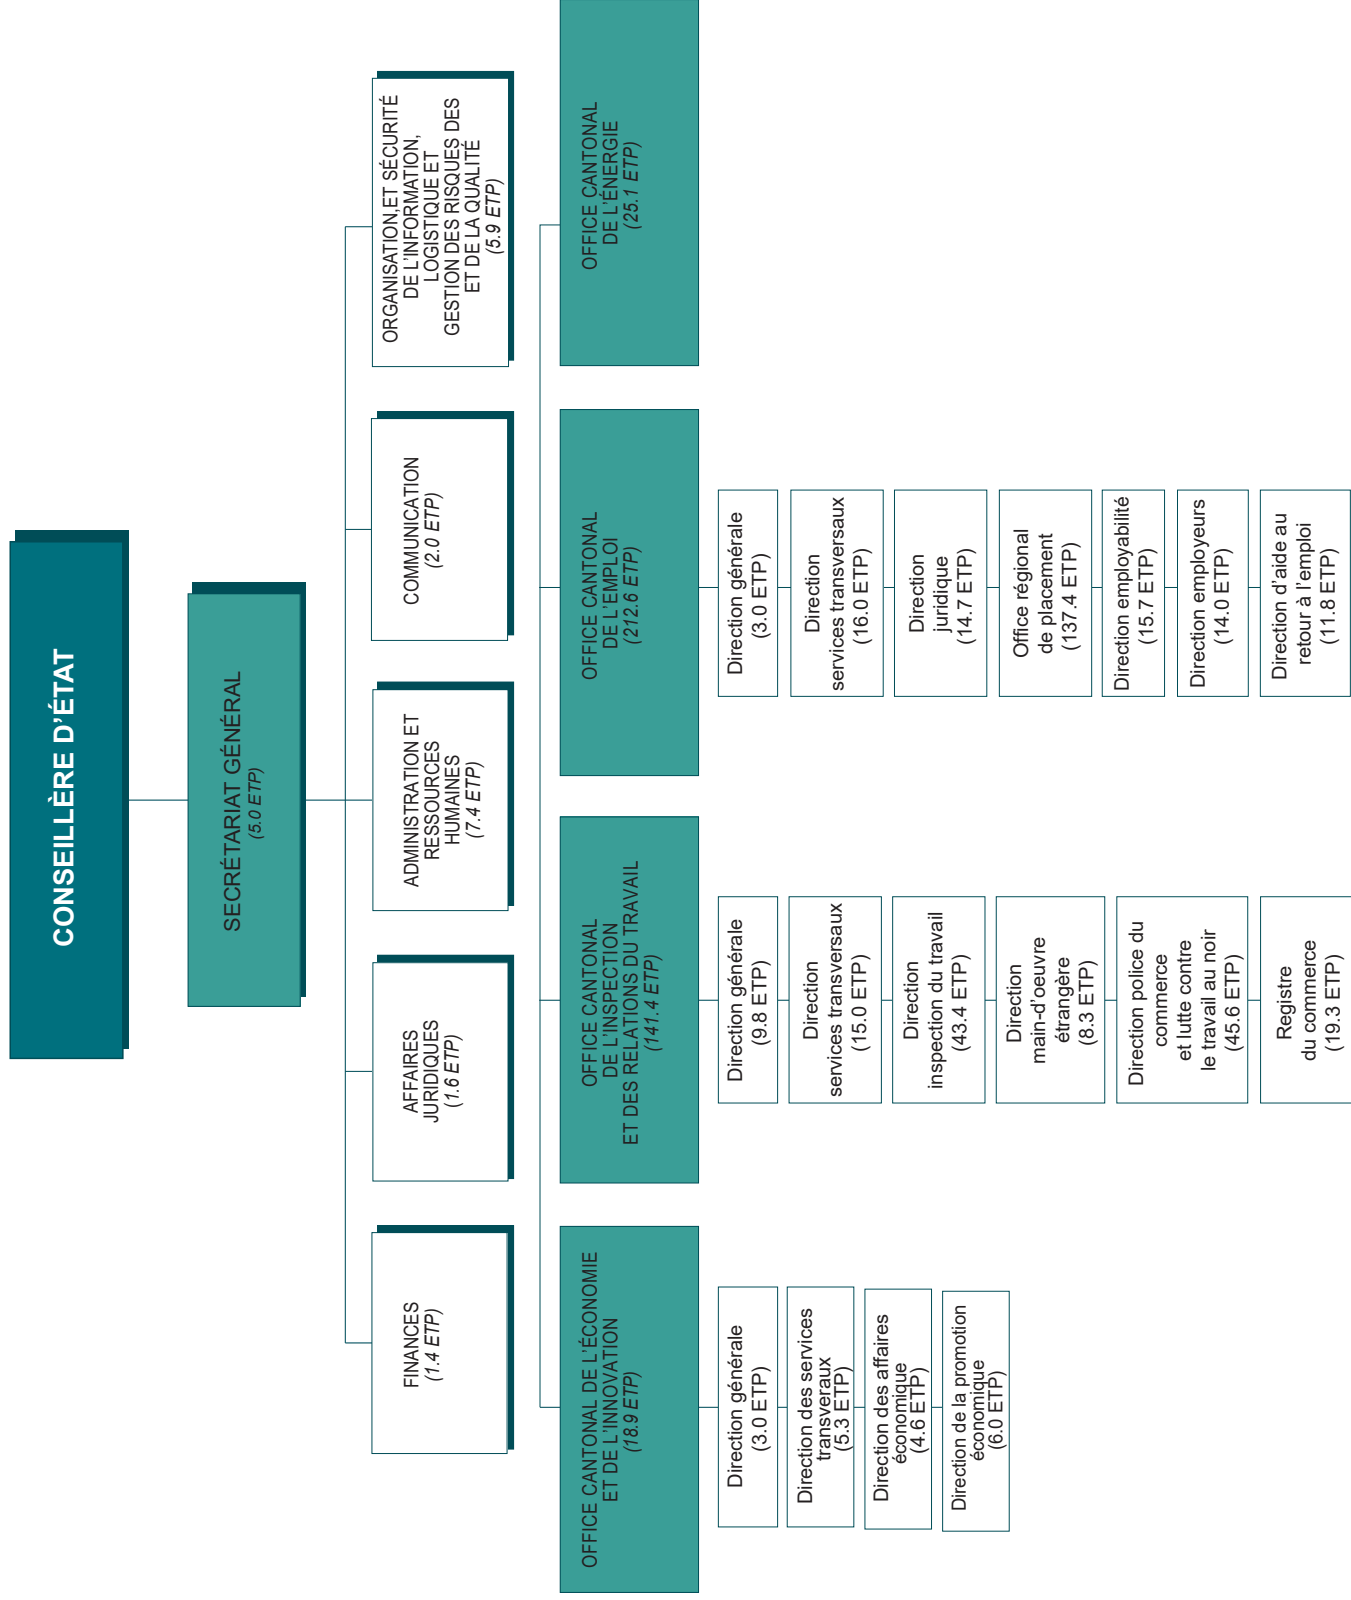 CONSEILLÈRE D'ÉTAT
SECRÉTARIAT GÉNÉRAL
(5.0 ETP)
FINANCES
(1.4 ETP)
AFFAIRES
JURIDIQUES
(1.6 ETP)
ADMINISTRATION ET
RESSOURCES
HUMAINES
(7.4 ETP)
COMMUNICATION
(2.0 ETP)
ORGANISATION,ET SÉCURITÉ
DE L'INFORMATION,
LOGISTIQUE ET
GESTION DES RISQUES DES
ET DE LA QUALITÉ
(5.9 ETP)
OFFICE CANTONAL DE L'ÉCONOMIE
ET DE L'INNOVATION
(18.9 ETP)
Direction générale
(3.0 ETP)
Direction des services
transveraux
(5.3 ETP)
Direction des affaires
économique
(4.6 ETP)
Direction de la promotion
économique
(6.0 ETP)
OFFICE CANTONAL
DE L'INSPECTION
ET DES RELATIONS DU TRAVAIL
(141.4 ETP)
Direction générale
(9.8 ETP)
Direction
services transversaux
(15.0 ETP)
Direction
inspection du travail
(43.4 ETP)
Direction
main-d'oeuvre
étrangère
(8.3 ETP)
Direction police du
commerce
et lutte contre
le travail au noir
(45.6 ETP)
Registre
du commerce
(19.3 ETP)
OFFICE CANTONAL
DE L'EMPLOI
(212.6 ETP)
Direction générale
(3.0 ETP)
Direction
services transversaux
(16.0 ETP)
Direction
juridique
(14.7 ETP)
Office régional
de placement
(137.4 ETP)
Direction employabilité
(15.7 ETP)
Direction employeurs
(14.0 ETP)
Direction d'aide au
retour à l'emploi
(11.8 ETP)
OFFICE CANTONAL
DE L'ÉNERGIE
(25.1 ETP)